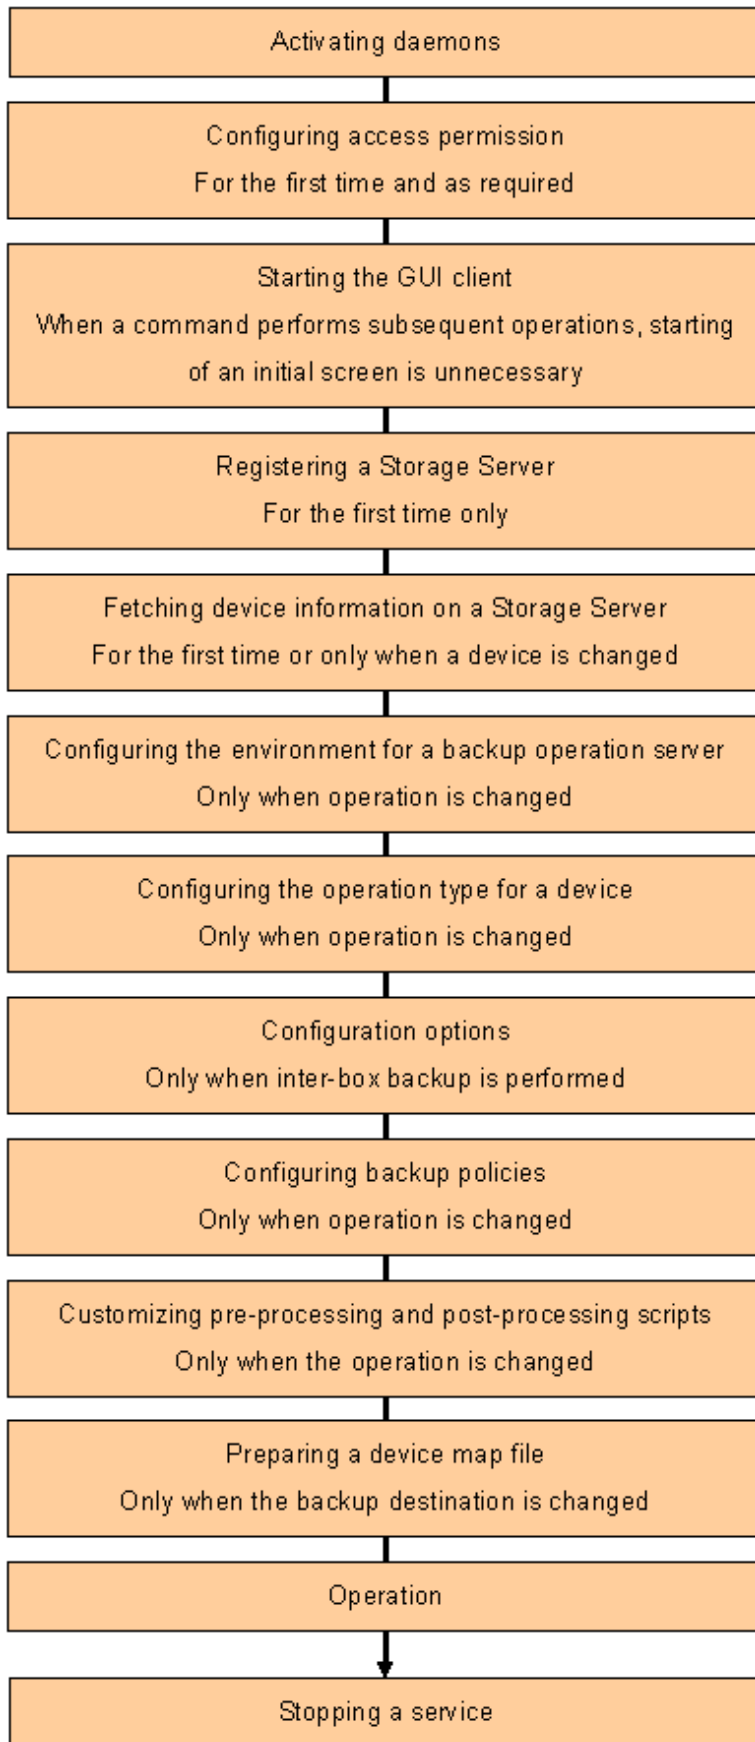 Activating daemons
Configuring access permission
For the first time and as required
Starting the GUI client
When a command performs subsequent operations, starting
of an initial screen is unnecessary
Registering a Storage Server
For the first time only
Fetching device information on a Storage Server
For the first time or only when a device is changed
Configuring the environment for a backup operation server
Only when operation is changed
Configuring the operation type for a device
Only when operation is changed
Configuration options
Only when inter-box backup is performed
Configuring backup policies
Only when operation is changed
Customizing pre-processing and post-processing scripts
Only when the operation is changed
Preparing a device map file
Only when the backup destination is changed
Operation
Stopping a service